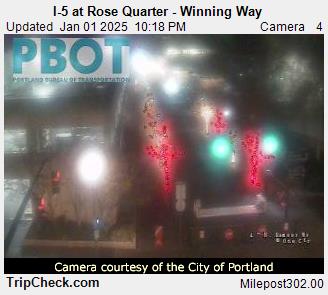 I-5 at Rose Quarter - Winning Way
Updated Jan 01 2025 10:18 PM Camera 4
PBOT
PORTLAND BUREAU OF TRANSPORTATION
Camera courtesy of the City of Portland
TripCheck.com Milepost302.00